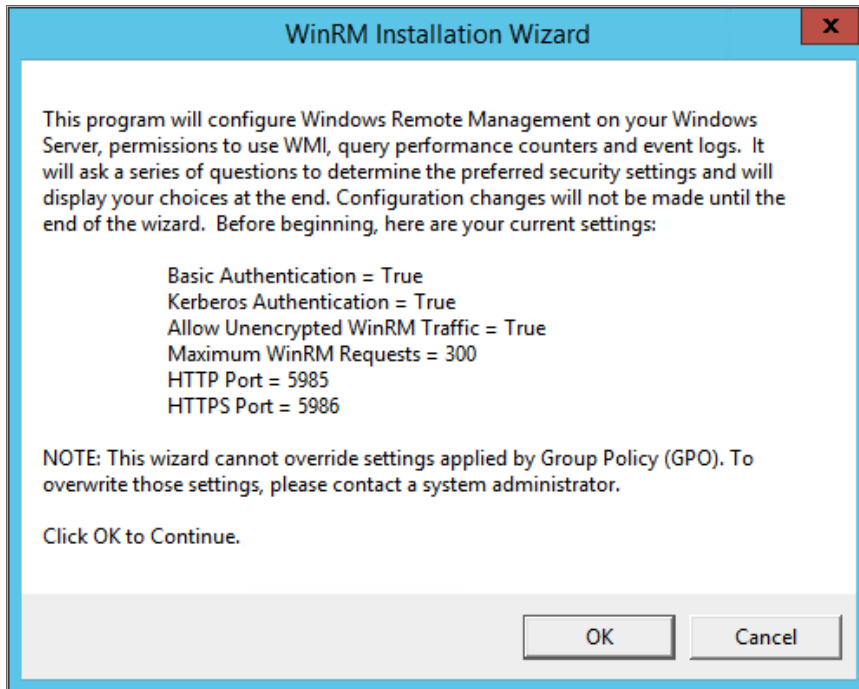 WinRM Installation Wizard
X
This program will configure Windows Remote Management on your Windows
Server, permissions to use WMI, query performance counters and event logs.  It
will ask a series of questions to determine the preferred security settings and will
display your choices at the end. Configuration changes will not be made until the
end of the wizard.  Before beginning, here are your current settings:
Basic Authentication = True
Kerberos Authentication = True
Allow Unencrypted WinRM Traffic = True
Maximum WinRM Requests = 300
HTTP Port = 5985
HTTPS Port = 5986
NOTE: This wizard cannot override settings applied by Group Policy (GPO). To
overwrite those settings, please contact a system administrator.
Click OK to Continue.
OK
Cancel